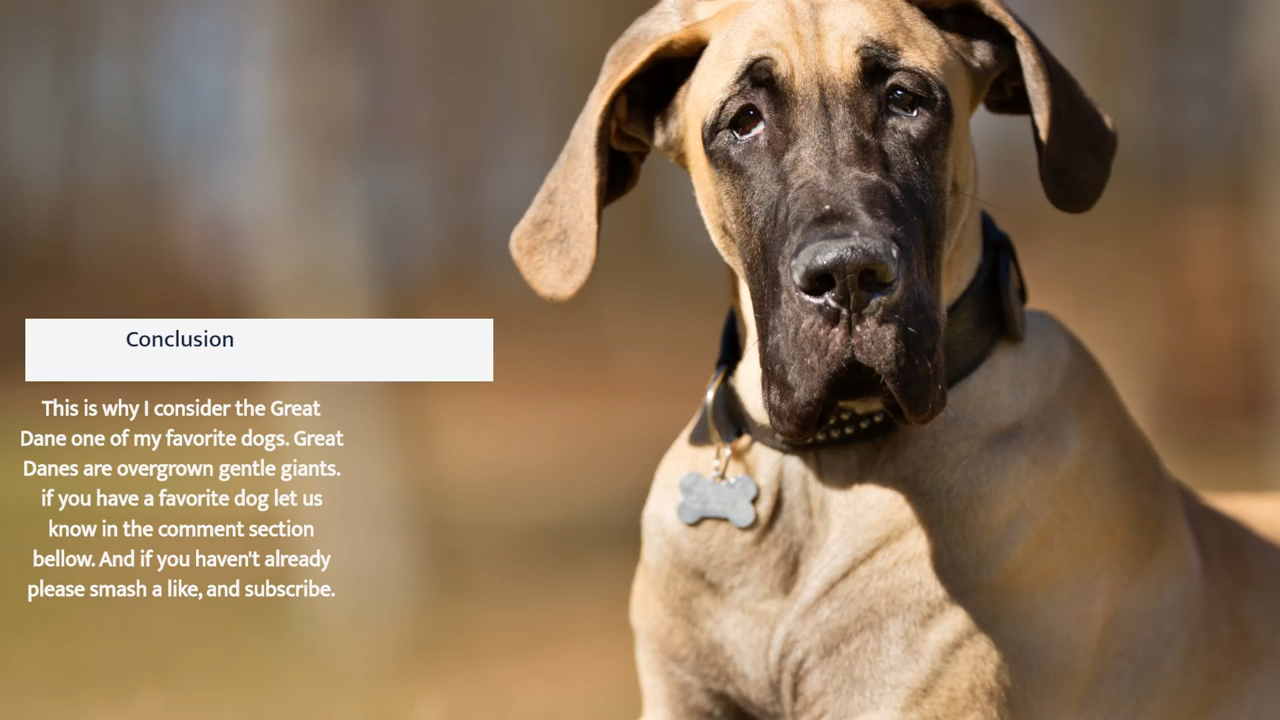 Conclusion
This is why I consider the Great
Dane one of my favorite dogs. Great
Danes are overgrown gentle giants.
if you have a favorite dog let us
know in the comment section
bellow. And if you haven't already
please smash a like, and subscribe.